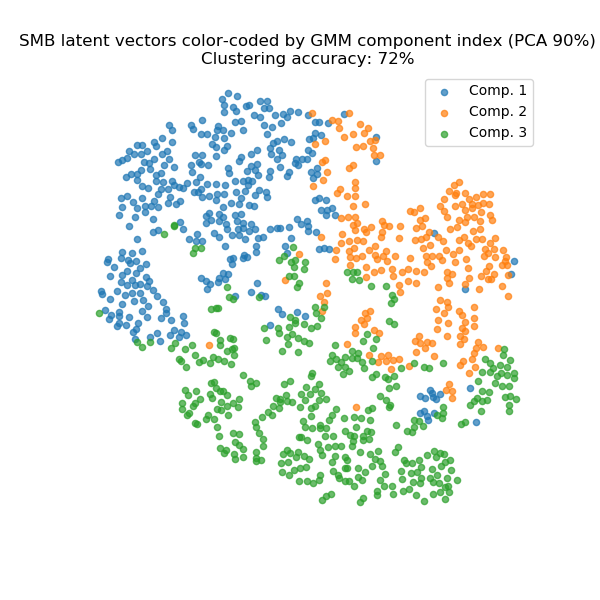 SMB latent vectors color-coded by GMM component index (PCA 90%)
Clustering accuracy: 72%
Comp. 1
Comp. 2
Comp. 3